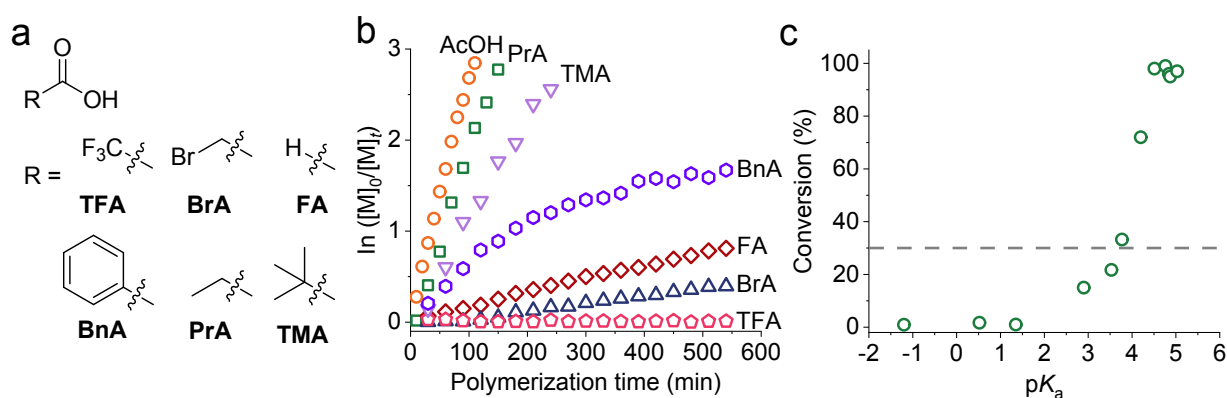 a
O
R
OH
R =
F₃C
Br
H
TFA
BrA
FA
BnA
PrA
TMA
b
ln ([M]₀/[M]ₜ)
3
2
1
0
AcOH
PrA
TMA
BnA
FA
BrA
TFA
0 100 200 300 400 500 600
Polymerization time (min)
c
Conversion (%)
100
80
60
40
20
0
-2 -1 0 1 2 3 4 5 6
pKₐ